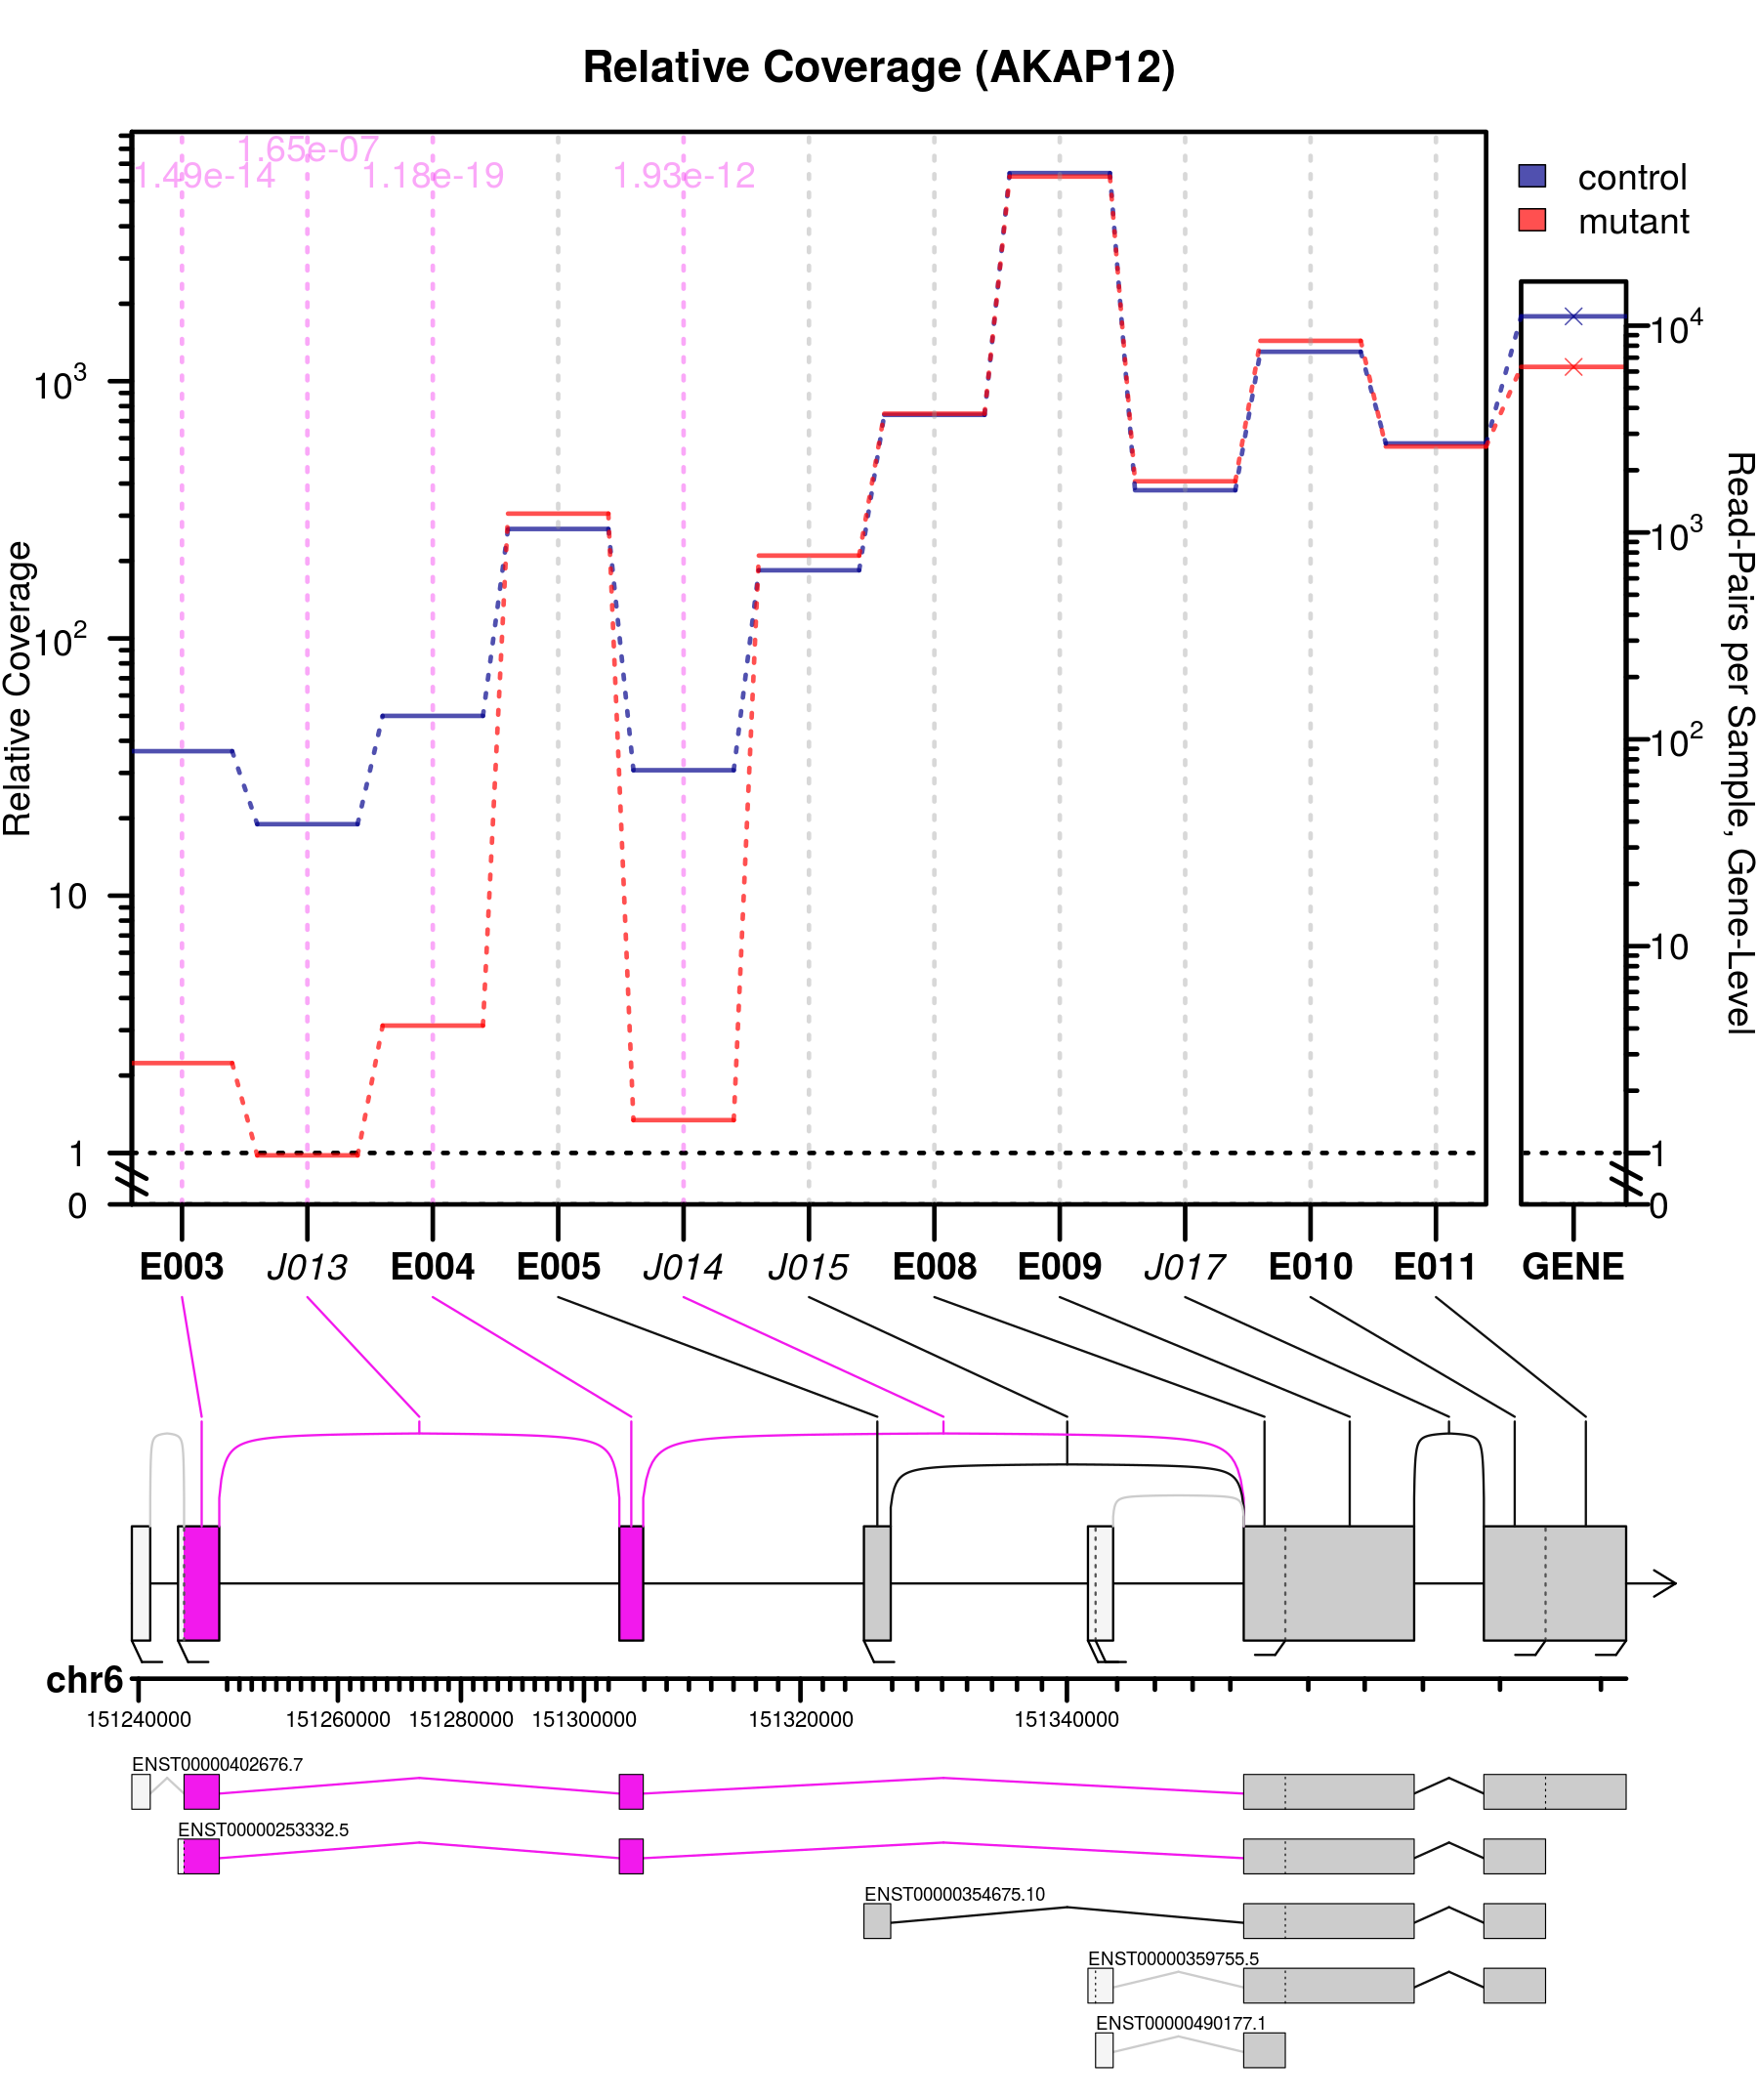 Relative Coverage (AKAP12)
1.65e-07
1.49e-14 1.18e-19 1.93e-12
control
mutant
Relative Coverage
10³
10²
10
1
0
10⁴
10³
10²
10
1
0
Read-Pairs per Sample, Gene-Level
E003 J013 E004 E005 J014 J015 E008 E009 J017 E010 E011 GENE
chr6
151240000 151260000 151280000 151300000 151320000 151340000
ENST00000402676.7
ENST00000253332.5
ENST00000354675.10
ENST00000359755.5
ENST00000490177.1